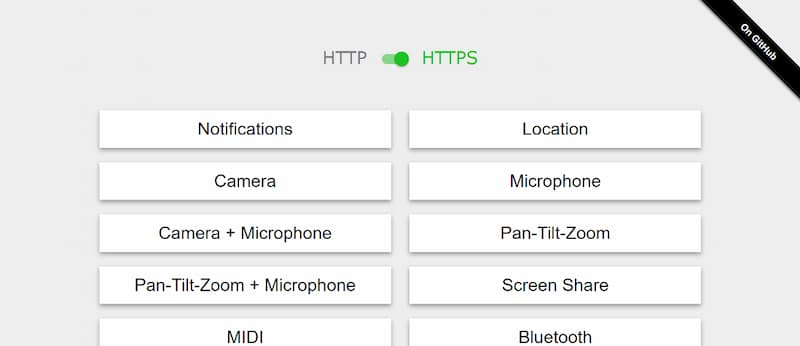 HTTP HTTPS
On GitHub
Notifications Location
Camera Microphone
Camera + Microphone Pan-Tilt-Zoom
Pan-Tilt-Zoom + Microphone Screen Share
MIDI Bluetooth